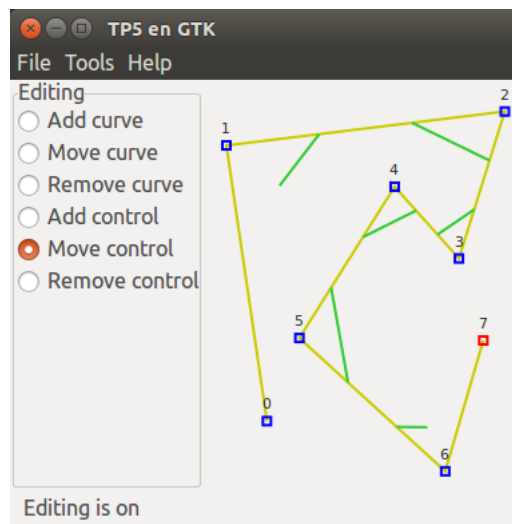 TP5 en GTK
File Tools Help
Editing
Add curve
Move curve
Remove curve
Add control
Move control
Remove control
Editing is on
2
1
4
3
5
7
0
6